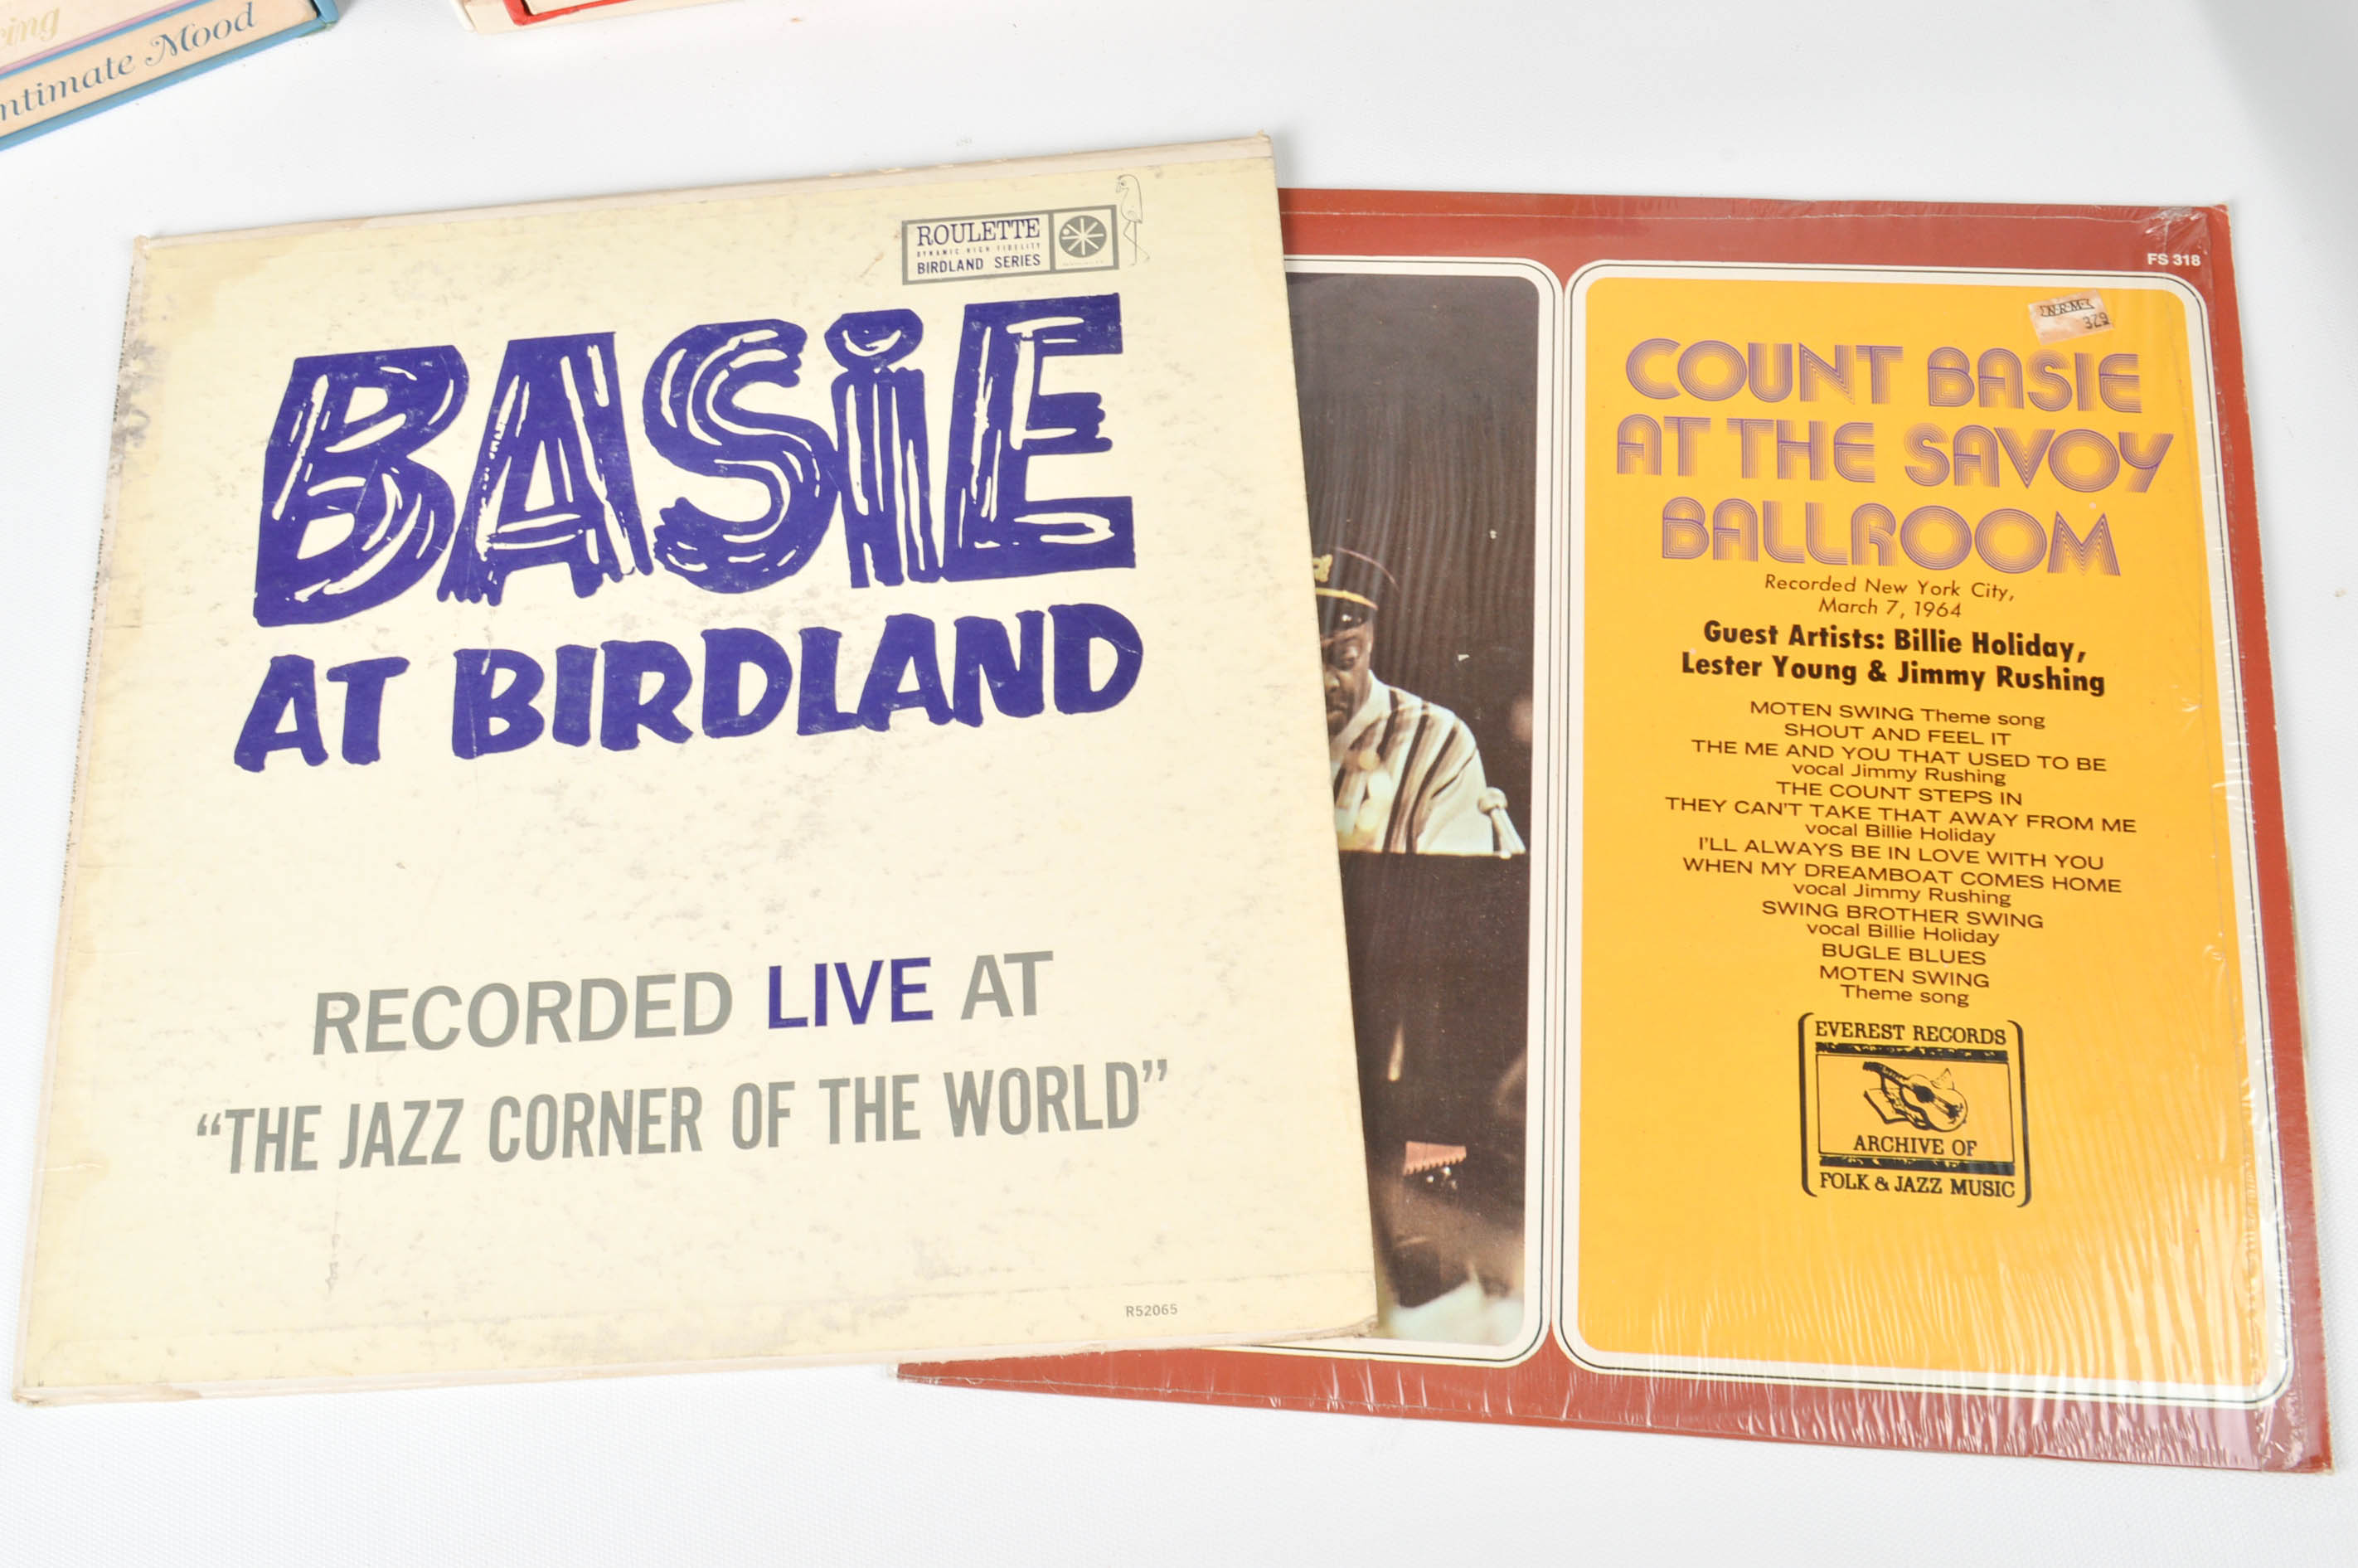 Mood
ROULETTE
DYNAMIC HIGH FIDELITY
BIRDLAND SERIES
BASiE
AT BIRDLAND
RECORDED LIVE AT
“THE JAZZ CORNER OF THE WORLD”
R52065
FS 318
N·R·M·
379
COUNT BASIE
AT THE SAVOY
BALLROOM
Recorded New York City,
March 7, 1964
Guest Artists: Billie Holiday,
Lester Young & Jimmy Rushing
MOTEN SWING Theme song
SHOUT AND FEEL IT
THE ME AND YOU THAT USED TO BE
vocal Jimmy Rushing
THE COUNT STEPS IN
THEY CAN'T TAKE THAT AWAY FROM ME
vocal Billie Holiday
I'LL ALWAYS BE IN LOVE WITH YOU
WHEN MY DREAMBOAT COMES HOME
vocal Jimmy Rushing
SWING BROTHER SWING
vocal Billie Holiday
BUGLE BLUES
MOTEN SWING
Theme song
EVEREST RECORDS
ARCHIVE OF
FOLK & JAZZ MUSIC